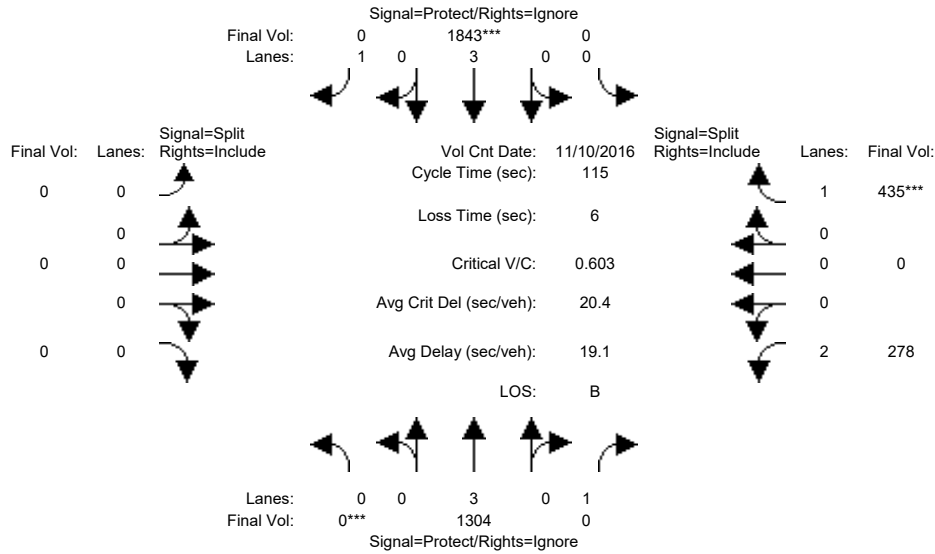 Signal=Protect/Rights=Ignore
Final Vol: 0 1843*** 0
Lanes: 1 0 3 0 0
Signal=Split Signal=Split
Final Vol: Lanes: Rights=Include Vol Cnt Date: 11/10/2016 Rights=Include Lanes: Final Vol:
Cycle Time (sec): 115
0 0 1 435***
Loss Time (sec): 6
0 0
0 0 Critical V/C: 0.603 0 0
0 Avg Crit Del (sec/veh): 20.4 0
0 0 Avg Delay (sec/veh): 19.1 2 278
LOS: B
Lanes: 0 0 3 0 1
Final Vol: 0*** 1304 0
Signal=Protect/Rights=Ignore